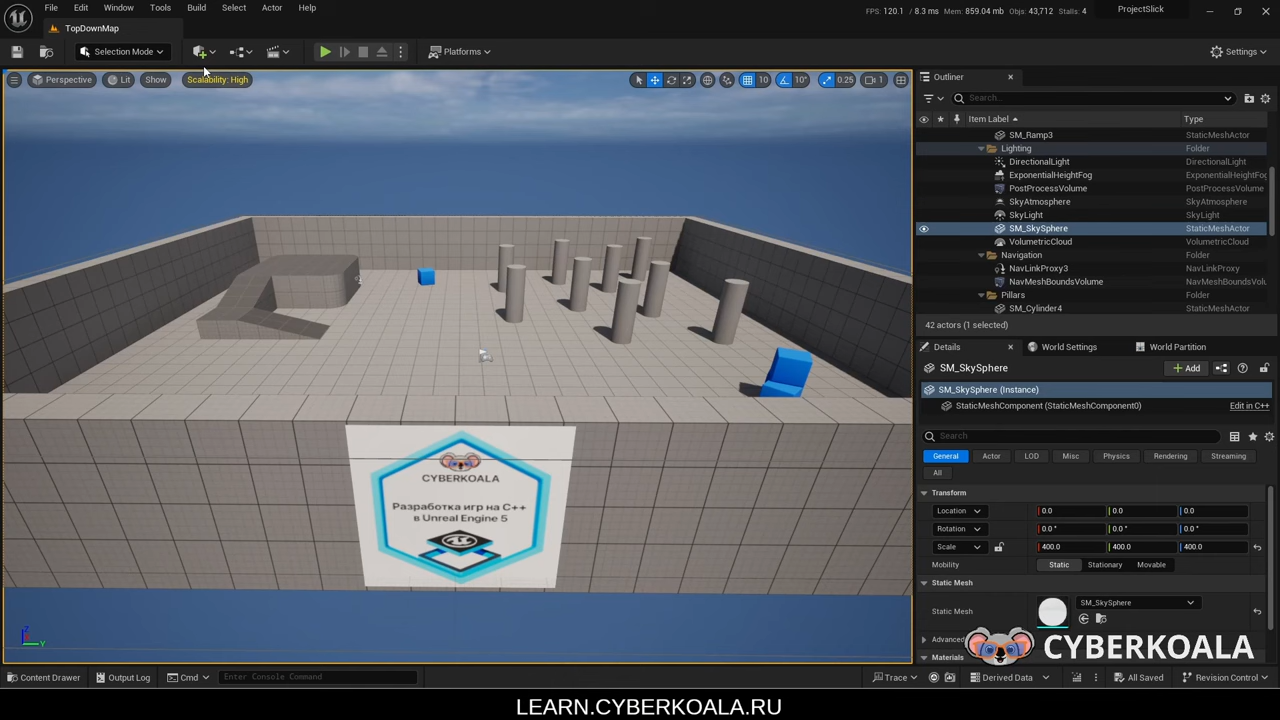 File Edit Window Tools Build Select Actor Help
FPS: 120.1 / 8.3 ms Mem: 859.04 mb Objs: 43,712 Stalls: 4
ProjectSlick
TopDownMap
Selection Mode
Platforms
Settings
Perspective Lit Show Scalability: High
10 10° 0.25 1
Outliner
Search...
Item Label Type
SM_Ramp3 StaticMeshActor
Lighting Folder
DirectionalLight DirectionalLight
ExponentialHeightFog ExponentialHeightFog
PostProcessVolume PostProcessVolume
SkyAtmosphere SkyAtmosphere
SkyLight SkyLight
SM_SkySphere StaticMeshActor
VolumetricCloud VolumetricCloud
Navigation Folder
NavLinkProxy3 NavLinkProxy
NavMeshBoundsVolume NavMeshBoundsVolu
Pillars Folder
SM_Cylinder4 StaticMeshActor
42 actors (1 selected)
Details World Settings World Partition
SM_SkySphere
Add
SM_SkySphere (Instance)
StaticMeshComponent (StaticMeshComponent0) Edit in C++
Search
General Actor LOD Misc Physics Rendering Streaming
All
Transform
Location 0.0 0.0 0.0
Rotation 0.0 ° 0.0 ° 0.0 °
Scale 400.0 400.0 400.0
Mobility Static Stationary Movable
Static Mesh
Static Mesh SM_SkySphere
Advanced
Materials
CYBERKOALA
CYBERKOALA
Разработка игр на C++
в Unreal Engine 5
Z
Y
Content Drawer Output Log Cmd Enter Console Command
Trace Derived Data All Saved Revision Control
LEARN.CYBERKOALA.RU